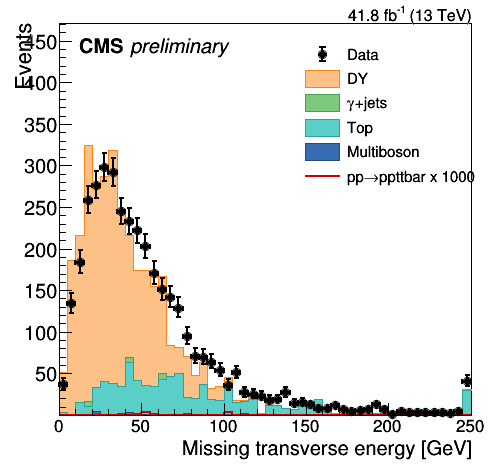 41.8 fb⁻¹ (13 TeV)
Events
CMS preliminary
Data
DY
γ+jets
Top
Multiboson
pp→ppttbar x 1000
450
400
350
300
250
200
150
100
50
0 50 100 150 200 250
Missing transverse energy [GeV]